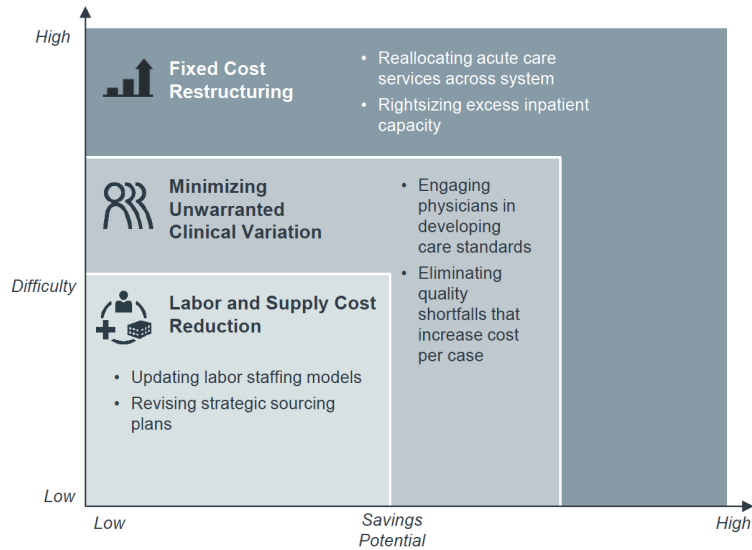 High
Fixed Cost
Restructuring
• Reallocating acute care
services across system
• Rightsizing excess inpatient
capacity
Minimizing
Unwarranted
Clinical Variation
• Engaging
physicians in
developing
care standards
• Eliminating
quality
shortfalls that
increase cost
per case
Difficulty
Labor and Supply Cost
Reduction
• Updating labor staffing models
• Revising strategic sourcing
plans
Low
Low
Savings
Potential
High